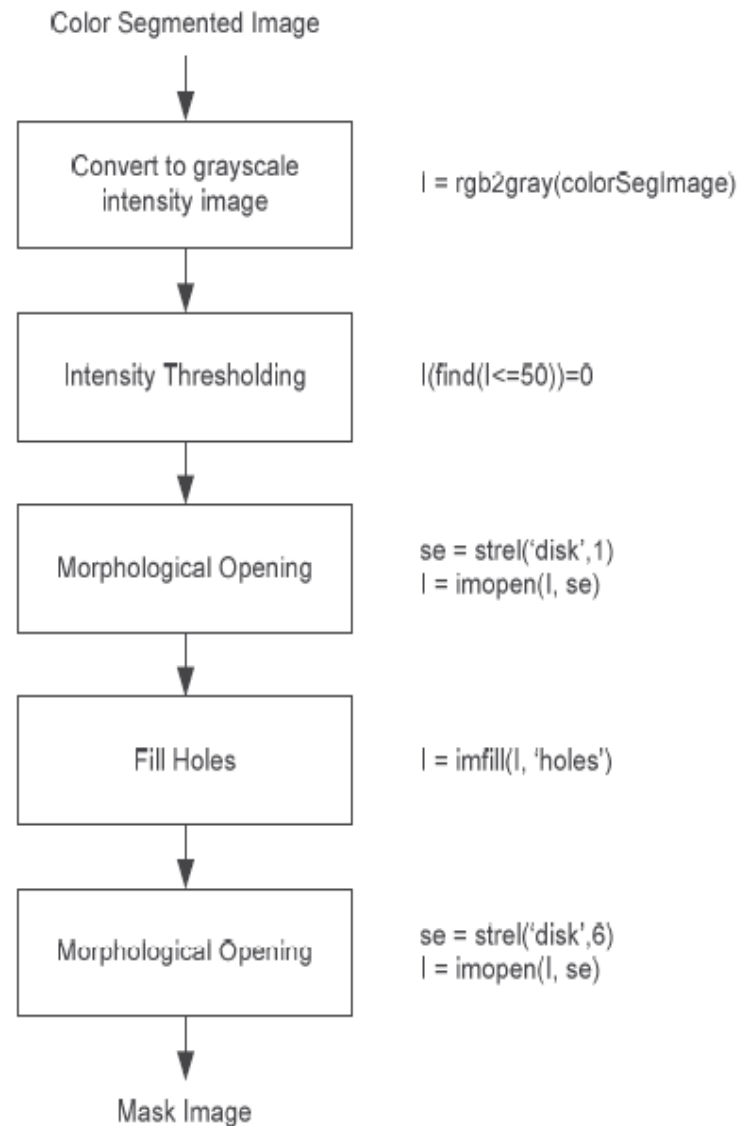 Color Segmented Image
Convert to grayscale
intensity image
I = rgb2gray(colorSegImage)
Intensity Thresholding
I(find(I<=50))=0
Morphological Opening
se = strel(‘disk’,1)
I = imopen(I, se)
Fill Holes
I = imfill(I, ‘holes’)
Morphological Opening
se = strel(‘disk’,6)
I = imopen(I, se)
Mask Image